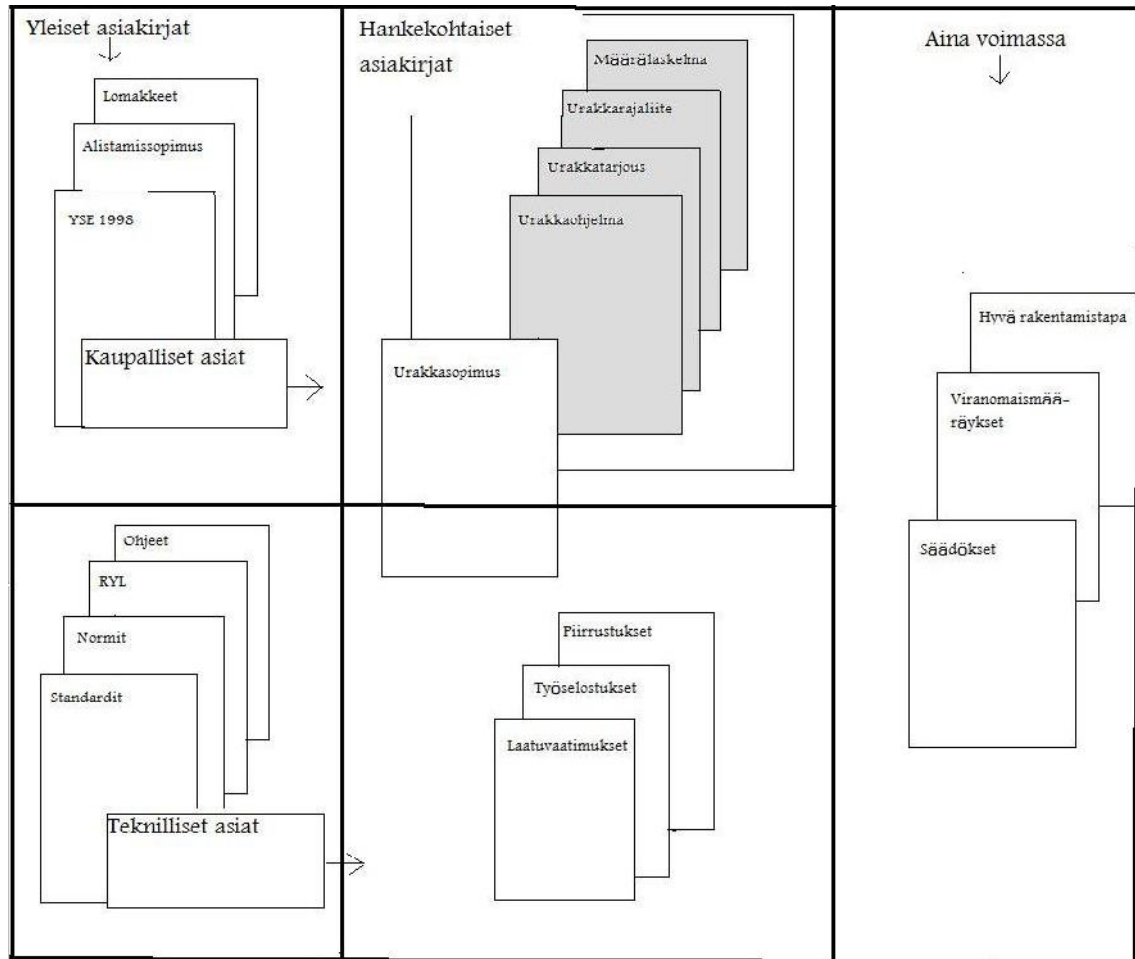 Yleiset asiakirjat
Lomakkeet
Alistamissopimus
YSE 1998
Kaupalliset asiat
Hankekohtaiset
asiakirjat
Määrälaskelma
Urakkarajaliite
Urakkatarjous
Urakkaohjelma
Urakkasopimus
Aina voimassa
Hyvä rakentamistapa
Viranomaismää-
räykset
Säädökset
Ohjeet
RYL
Normit
Standardit
Teknilliset asiat
Piirrustukset
Työselostukset
Laatuvaatimukset